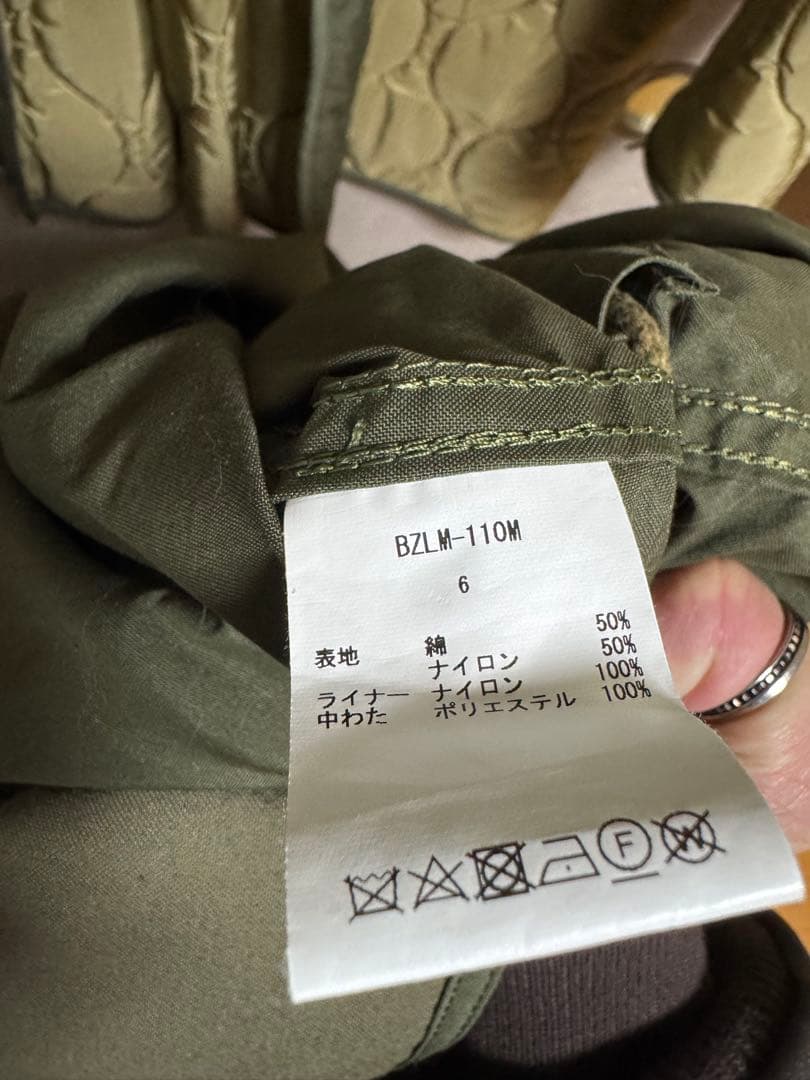 BZLM-110M
6
表地 綿 50%
ナイロン 50%
ライナー ナイロン 100%
中わた ポリエステル 100%
F W